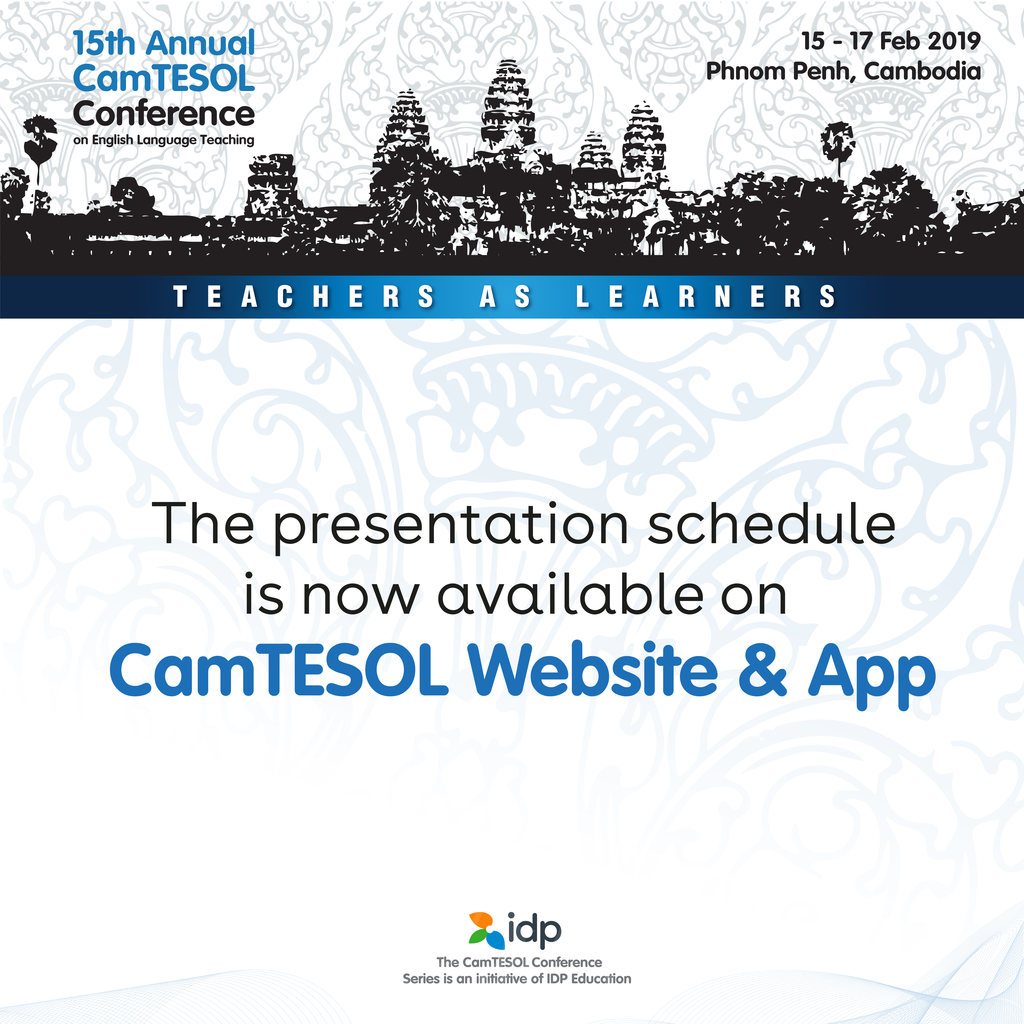 15th Annual
CamTESOL
Conference
on English Language Teaching
15 - 17 Feb 2019
Phnom Penh, Cambodia
TEACHERS AS LEARNERS
The presentation schedule
is now available on
CamTESOL Website & App
idp
The CamTESOL Conference
Series is an initiative of IDP Education